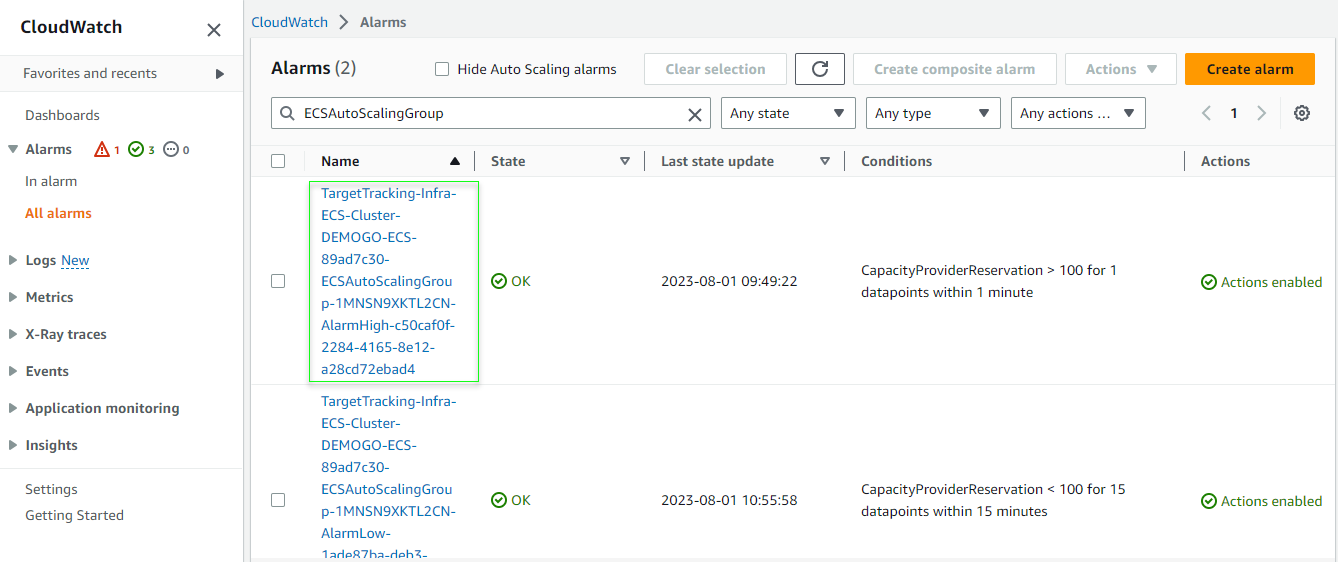 CloudWatch
Favorites and recents
Dashboards
Alarms 1 3 0
In alarm
All alarms
Logs New
Metrics
X-Ray traces
Events
Application monitoring
Insights
Settings
Getting Started
CloudWatch Alarms
Alarms (2) Hide Auto Scaling alarms Clear selection Create composite alarm Actions Create alarm
ECSAutoScalingGroup Any state Any type Any actions ... 1
Name State Last state update Conditions Actions
TargetTracking-Infra-
ECS-Cluster-
DEMOGO-ECS-
89ad7c30-
ECSAutoScalingGrou
p-1MNSN9XKTL2CN-
AlarmHigh-c50caf0f-
2284-4165-8e12-
a28cd72ebad4
OK
2023-08-01 09:49:22
CapacityProviderReservation > 100 for 1
datapoints within 1 minute
Actions enabled
TargetTracking-Infra-
ECS-Cluster-
DEMOGO-ECS-
89ad7c30-
ECSAutoScalingGrou
p-1MNSN9XKTL2CN-
AlarmLow-
1ade87ba-deb3-
OK
2023-08-01 10:55:58
CapacityProviderReservation < 100 for 15
datapoints within 15 minutes
Actions enabled